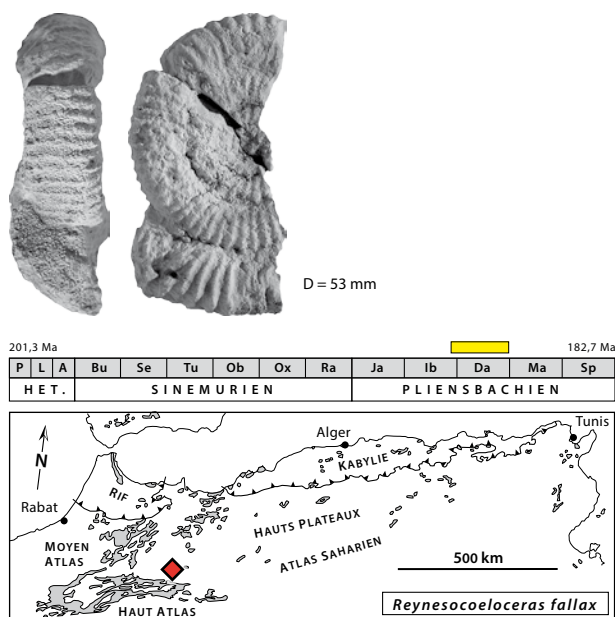 D = 53 mm
201,3 Ma 182,7 Ma
P L A Bu Se Tu Ob Ox Ra Ja Ib Da Ma Sp
HET. SINEMURIEN PLIENSBACHIEN
Tunis
Alger
KABYLIE
N
RIF
Rabat
HAUTS PLATEAUX
MOYEN
ATLAS
ATLAS SAHARIEN
500 km
HAUT ATLAS
Reynesocoeloceras fallax